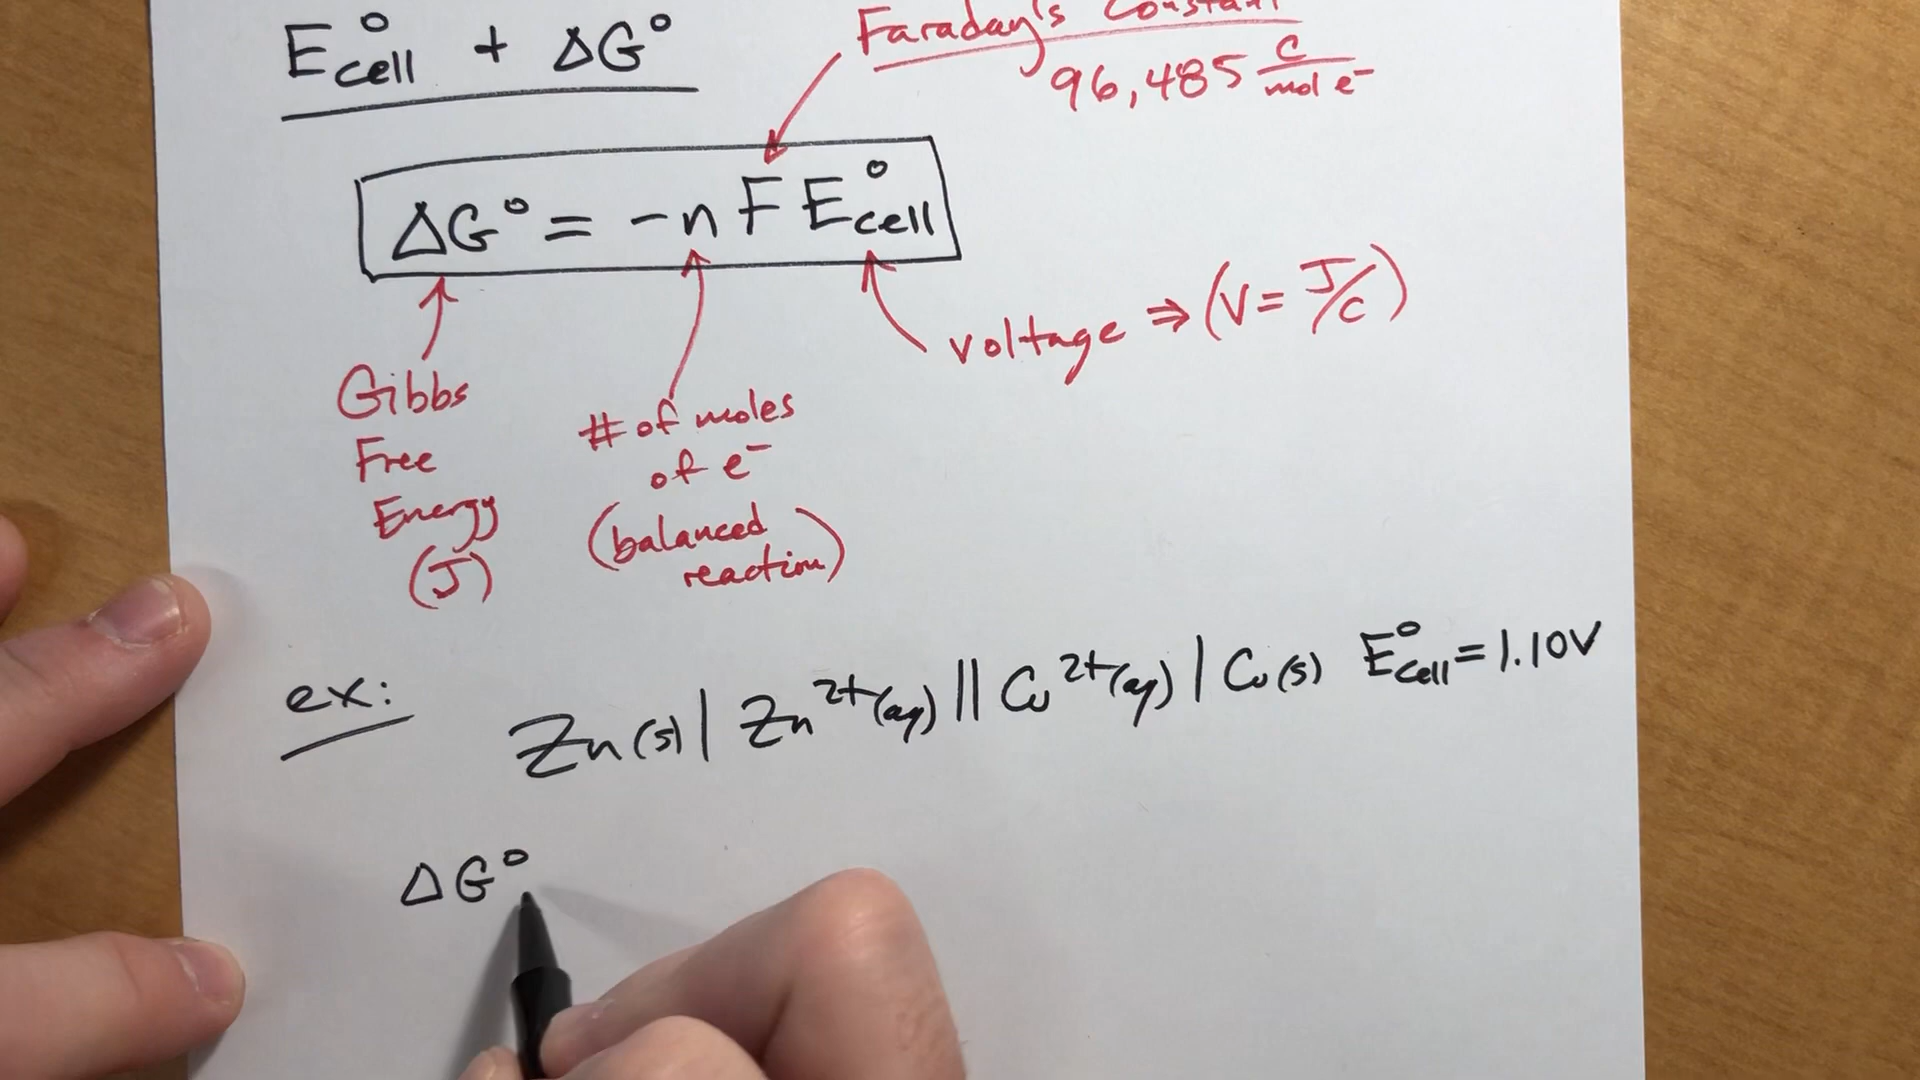 E°cell + ΔG°
Faraday's Constant
96,485 C/mol e⁻
ΔG° = -nFE°cell
voltage ⇒ (V = J/C)
Gibbs
Free
Energy
(J)
# of moles
of e⁻
(balanced
reaction)
ex:
Zn(s) | Zn²⁺(aq) || Cu²⁺(aq) | Cu(s) E°cell = 1.10V
ΔG°